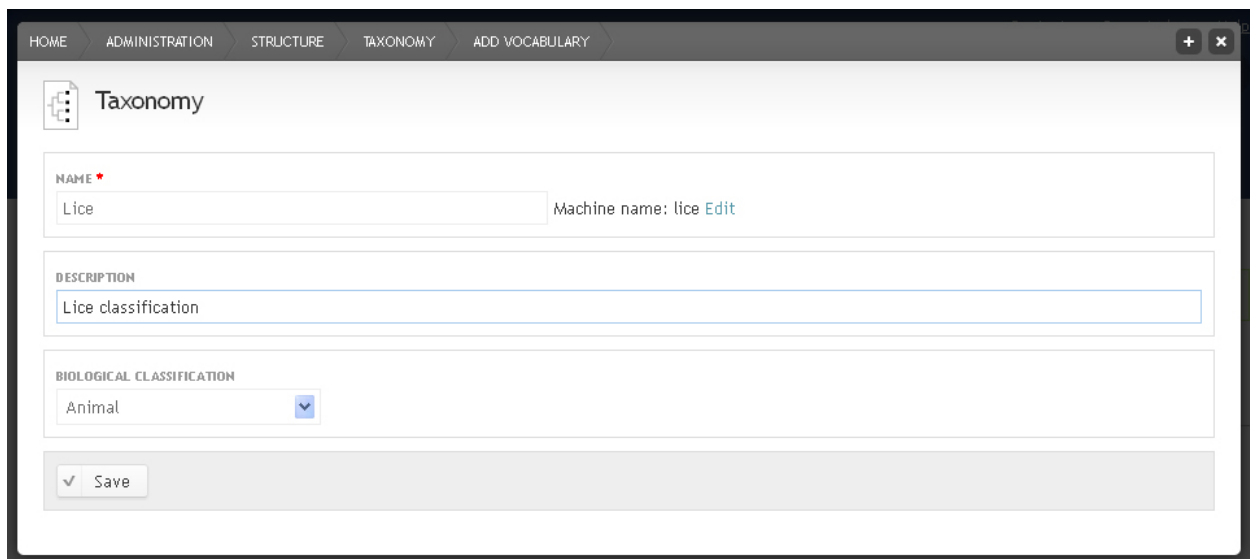 HOME ADMINISTRATION STRUCTURE TAXONOMY ADD VOCABULARY
Taxonomy
NAME *
Lice Machine name: lice Edit
DESCRIPTION
Lice classification
BIOLOGICAL CLASSIFICATION
Animal
Save